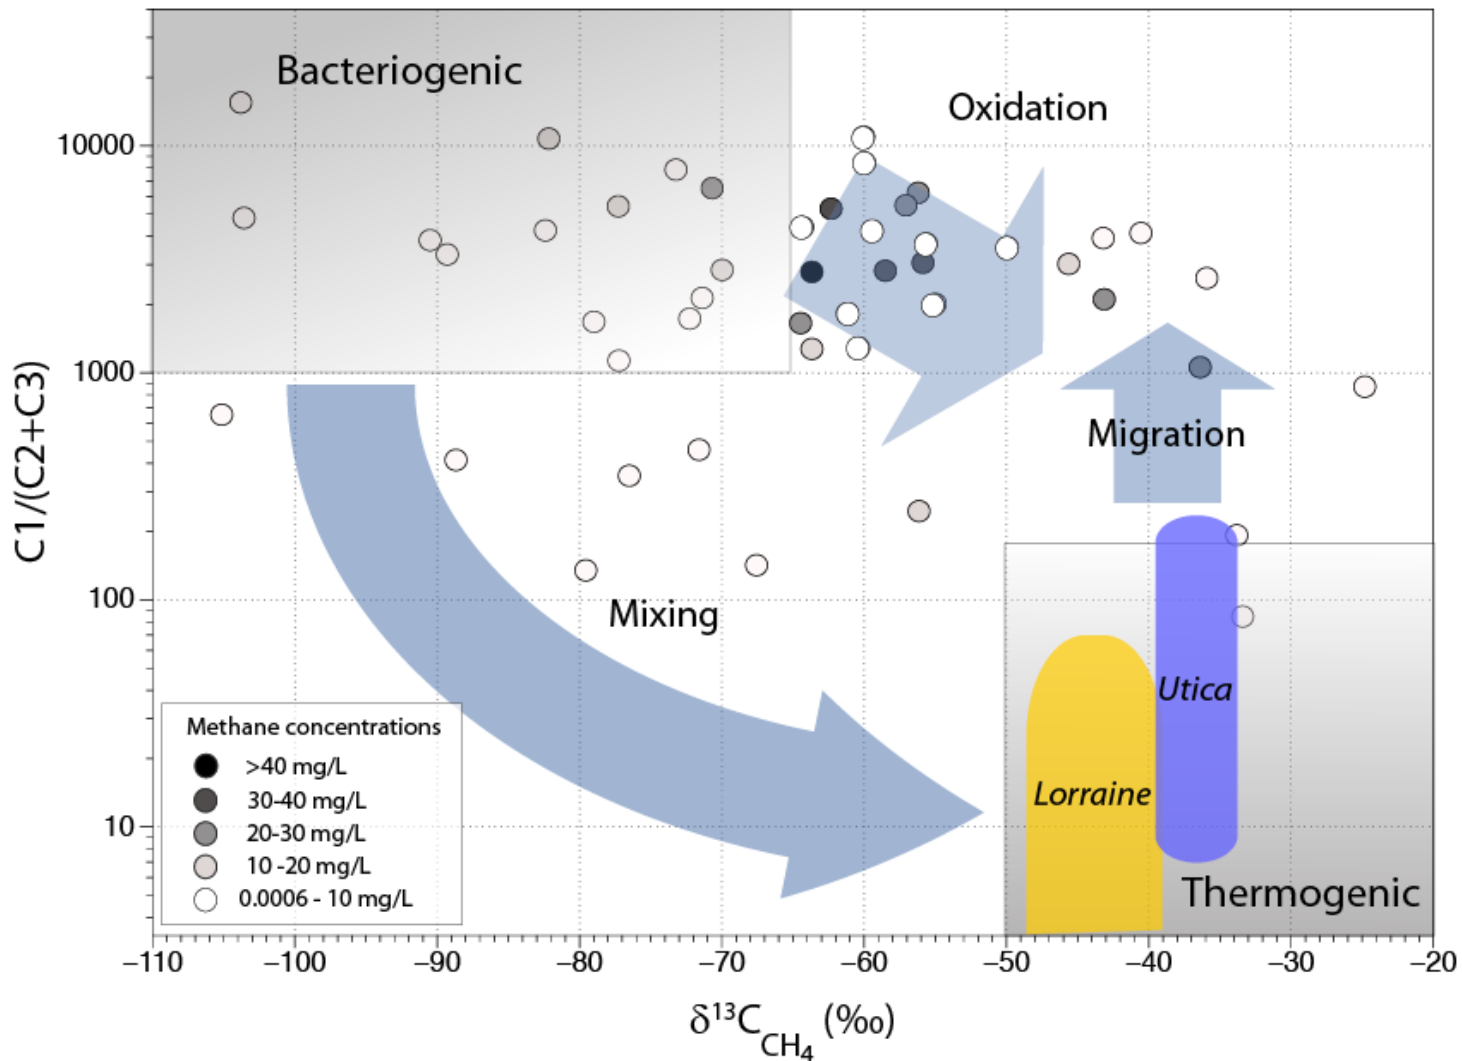 Bacteriogenic
Oxidation
10000
1000
100
10
C1/(C2+C3)
Migration
Mixing
Utica
Lorraine
Thermogenic
Methane concentrations
>40 mg/L
30-40 mg/L
20-30 mg/L
10 -20 mg/L
0.0006 - 10 mg/L
–110 –100 –90 –80 –70 –60 –50 –40 –30 –20
δ¹³C_CH₄ (‰)